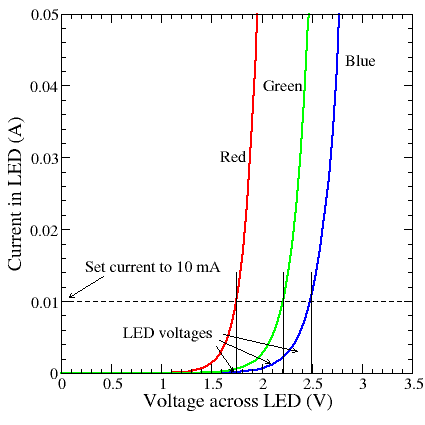 0.05
0.04
0.03
0.02
0.01
0
Current in LED (A)
Blue
Green
Red
Set current to 10 mA
LED voltages
0 0.5 1 1.5 2 2.5 3 3.5
Voltage across LED (V)